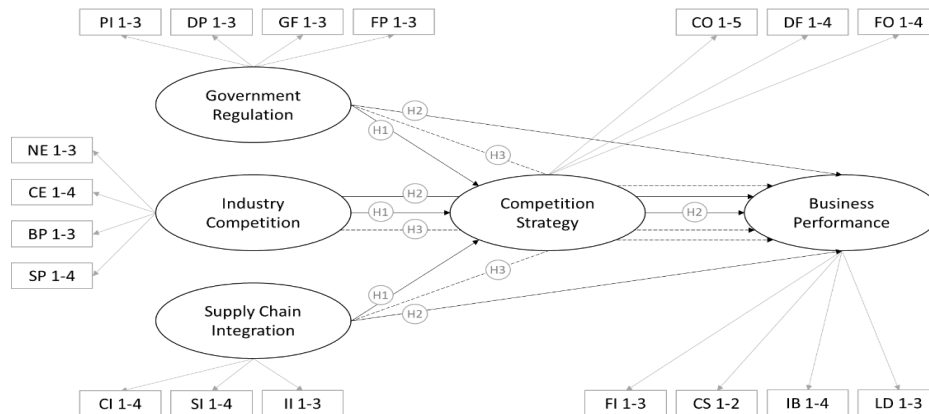 PI 1-3
DP 1-3
GF 1-3
FP 1-3
CO 1-5
DF 1-4
FO 1-4
Government
Regulation
H2
H1
H3
NE 1-3
CE 1-4
BP 1-3
SP 1-4
Industry
Competition
H2
H1
H3
Competition
Strategy
H2
Business
Performance
H3
H1
H2
Supply Chain
Integration
CI 1-4
SI 1-4
II 1-3
FI 1-3
CS 1-2
IB 1-4
LD 1-3